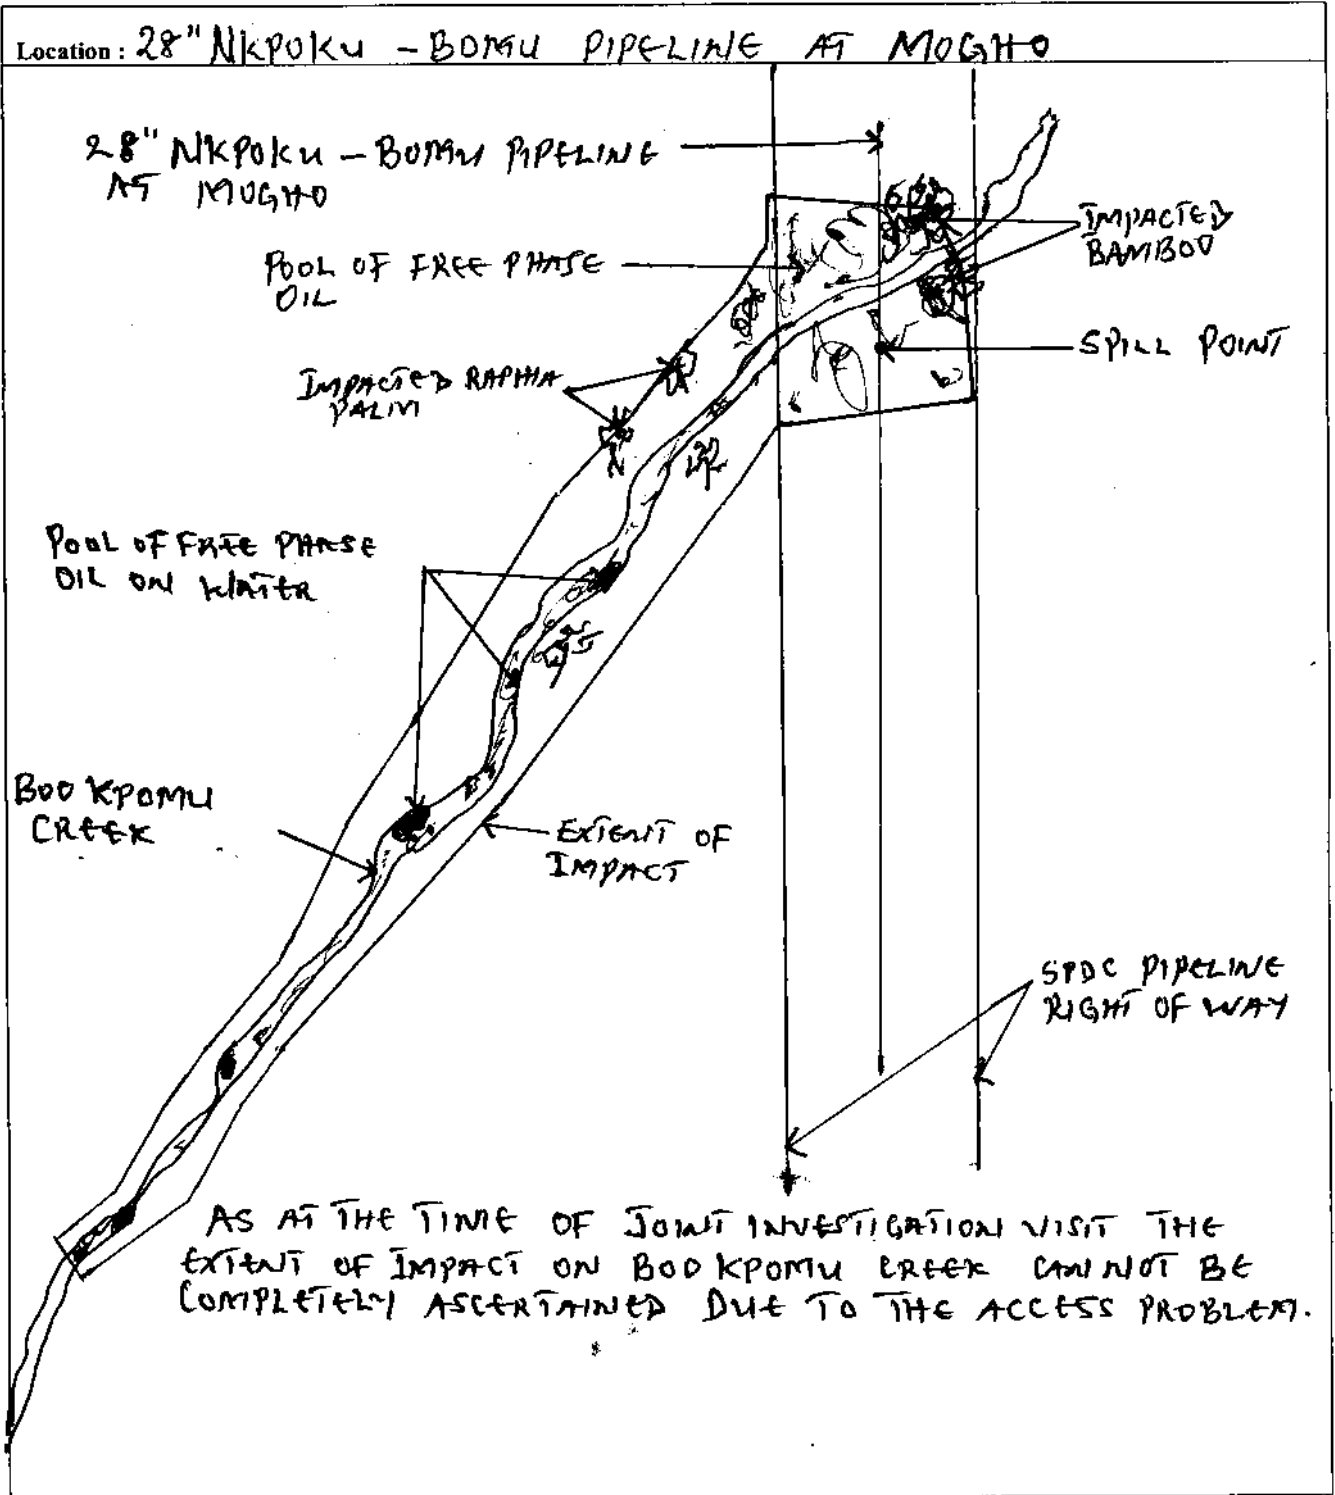 Location : 28" NKPOKU - BOMU PIPELINE AT MOGHO
28" NKPOKU - BOMU PIPELINE
AT MOGHO
IMPACTED
BAMBOO
POOL OF FREE PHASE
OIL
SPILL POINT
IMPACTED RAPHIA
PALM
POOL OF FREE PHASE
OIL ON WATER
BOO KPOMU
CREEK
EXTENT OF
IMPACT
SPDC PIPELINE
RIGHT OF WAY
AS AT THE TIME OF JOINT INVESTIGATION VISIT THE
EXTENT OF IMPACT ON BOO KPOMU CREEK CAN NOT BE
COMPLETELY ASCERTAINED DUE TO THE ACCESS PROBLEM.